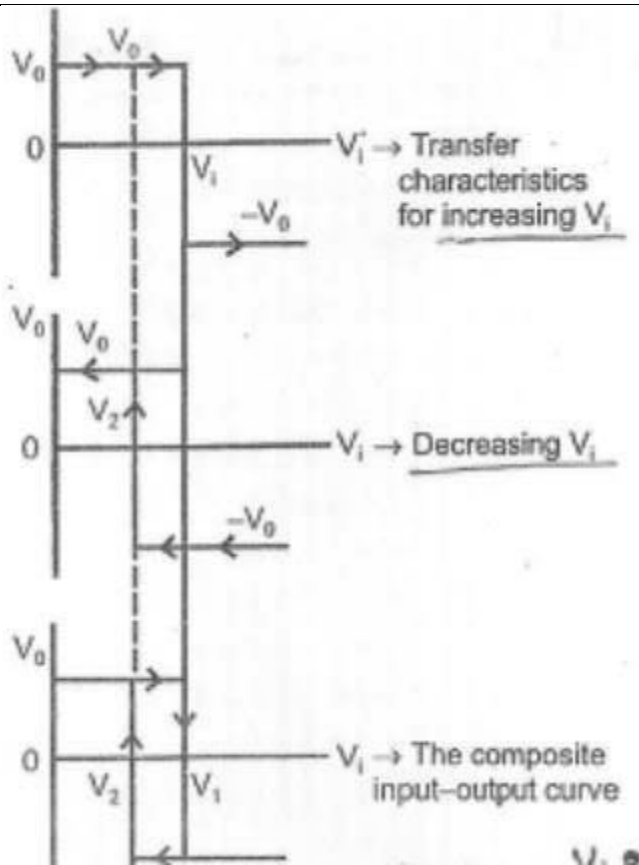 V₀
V₀
0
Vᵢ → Transfer
characteristics
for increasing Vᵢ
Vᵢ
–V₀
V₀
V₀
V₂
0
Vᵢ → Decreasing Vᵢ
–V₀
V₀
0
Vᵢ → The composite
input–output curve
V₂
V₁